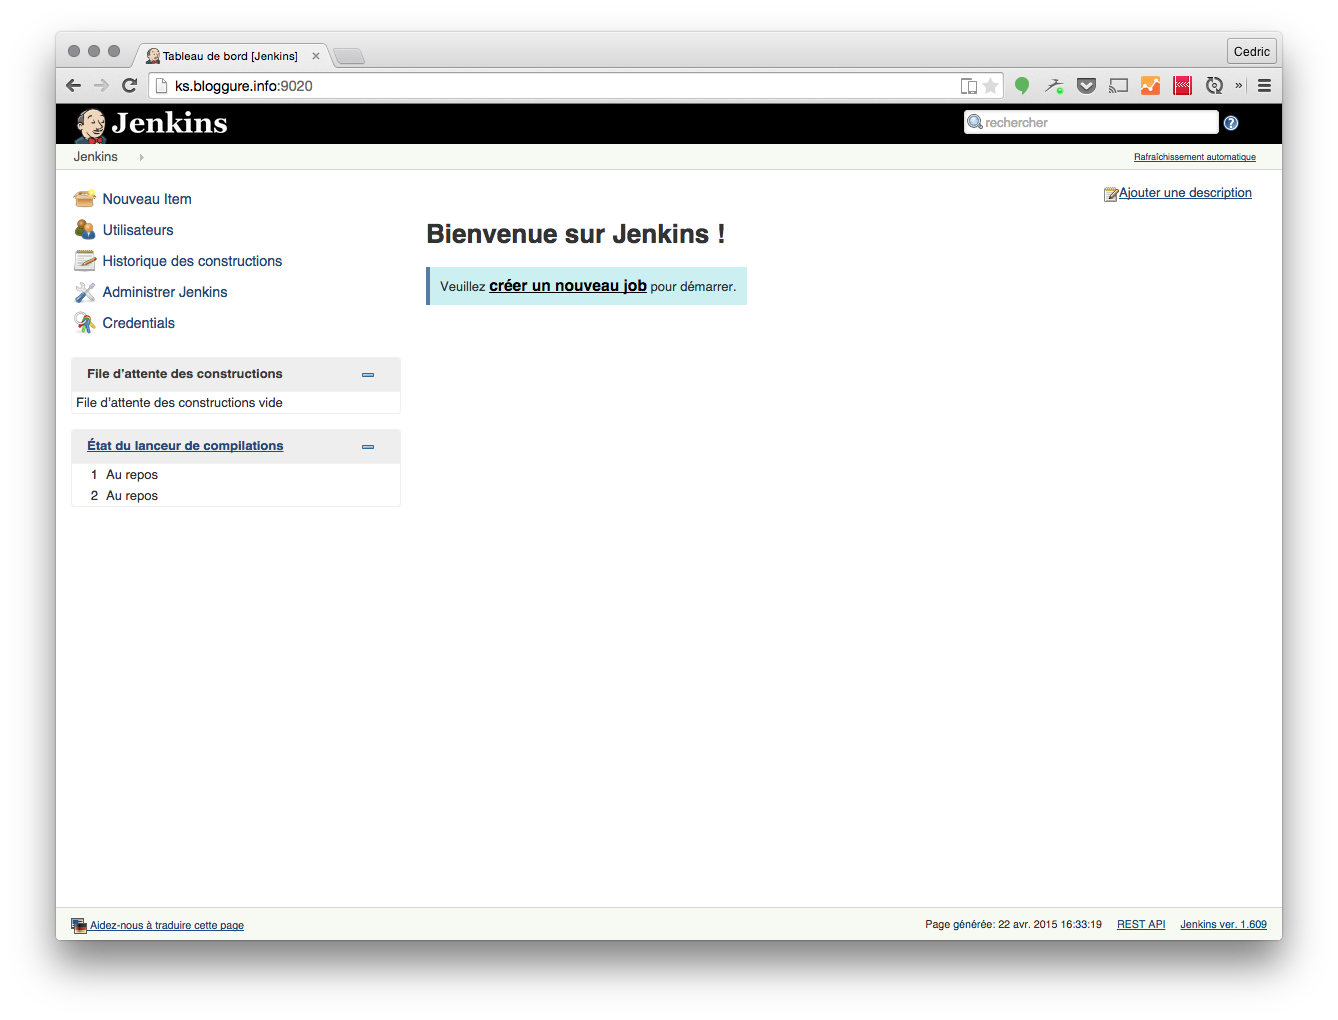 Tableau de bord [Jenkins]
Cedric
ks.bloggure.info:9020
Jenkins
rechercher
Jenkins
Rafraîchissement automatique
Nouveau Item
Utilisateurs
Historique des constructions
Administrer Jenkins
Credentials
Ajouter une description
Bienvenue sur Jenkins !
Veuillez créer un nouveau job pour démarrer.
File d'attente des constructions
File d'attente des constructions vide
État du lanceur de compilations
1 Au repos
2 Au repos
Aidez-nous à traduire cette page
Page générée: 22 avr. 2015 16:33:19 REST API Jenkins ver. 1.609